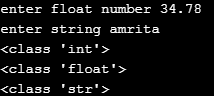 enter float number 34.78
enter string amrita
<class 'int'>
<class 'float'>
<class 'str'>